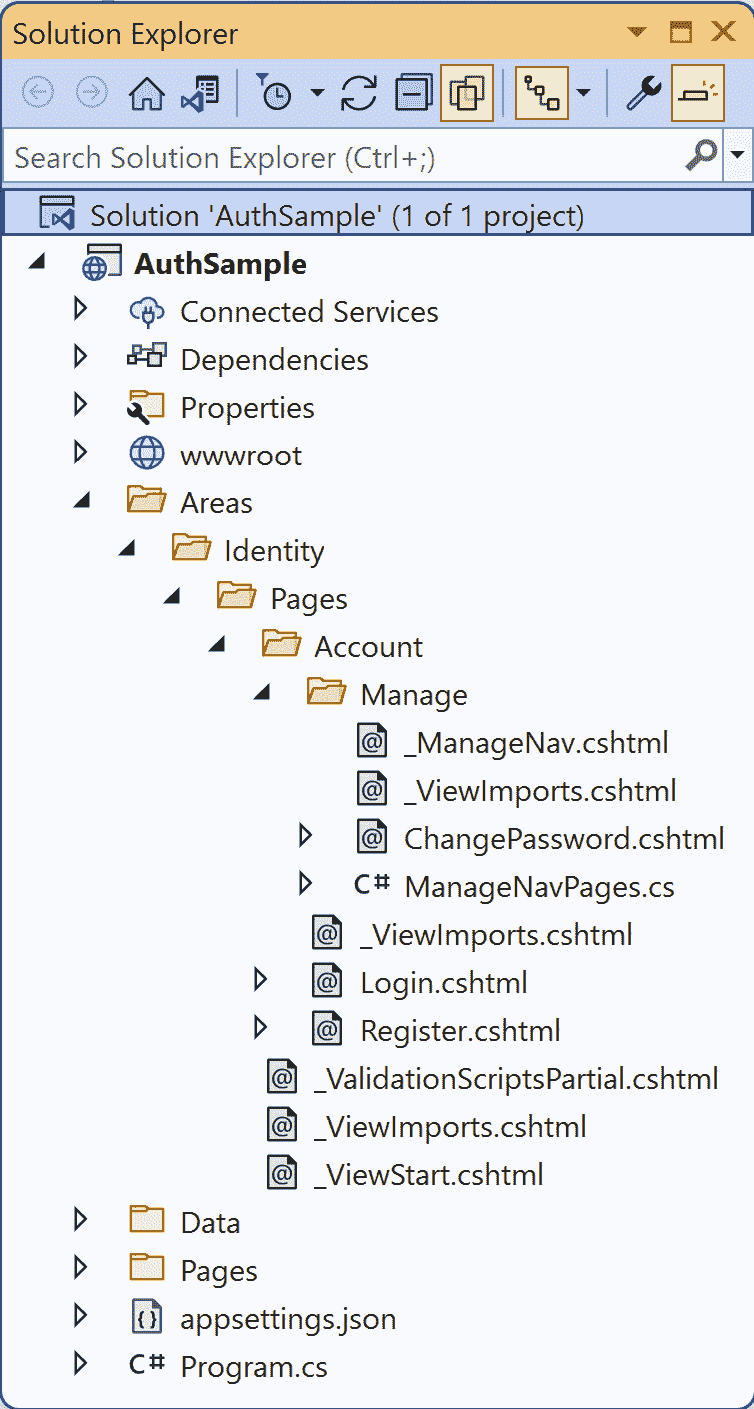 Solution Explorer
Search Solution Explorer (Ctrl+;)
Solution 'AuthSample' (1 of 1 project)
AuthSample
Connected Services
Dependencies
Properties
wwwroot
Areas
Identity
Pages
Account
Manage
_ManageNav.cshtml
_ViewImports.cshtml
ChangePassword.cshtml
C# ManageNavPages.cs
_ViewImports.cshtml
Login.cshtml
Register.cshtml
_ValidationScriptsPartial.cshtml
_ViewImports.cshtml
_ViewStart.cshtml
Data
Pages
appsettings.json
C# Program.cs